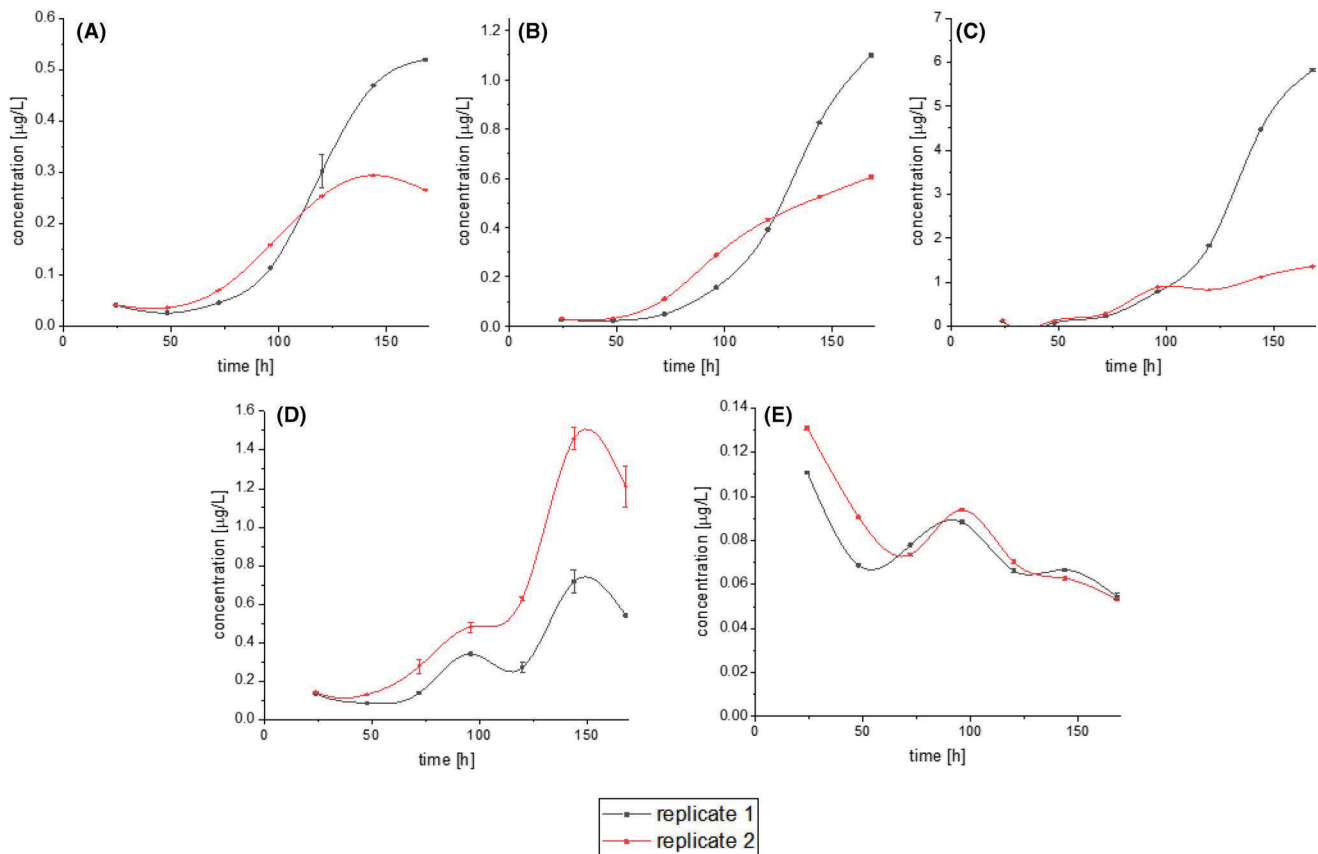 (A)
0.6
0.5
0.4
0.3
0.2
0.1
0.0
concentration [µg/L]
0 50 100 150
time [h]
(B)
1.2
1.0
0.8
0.6
0.4
0.2
0.0
concentration [µg/L]
0 50 100 150
time [h]
(C)
7
6
5
4
3
2
1
0
concentration [µg/L]
0 50 100 150
time [h]
(D)
1.6
1.4
1.2
1.0
0.8
0.6
0.4
0.2
0.0
concentration [µg/L]
0 50 100 150
time [h]
(E)
0.14
0.12
0.10
0.08
0.06
0.04
0.02
0.00
concentration [µg/L]
0 50 100 150
time [h]
replicate 1
replicate 2